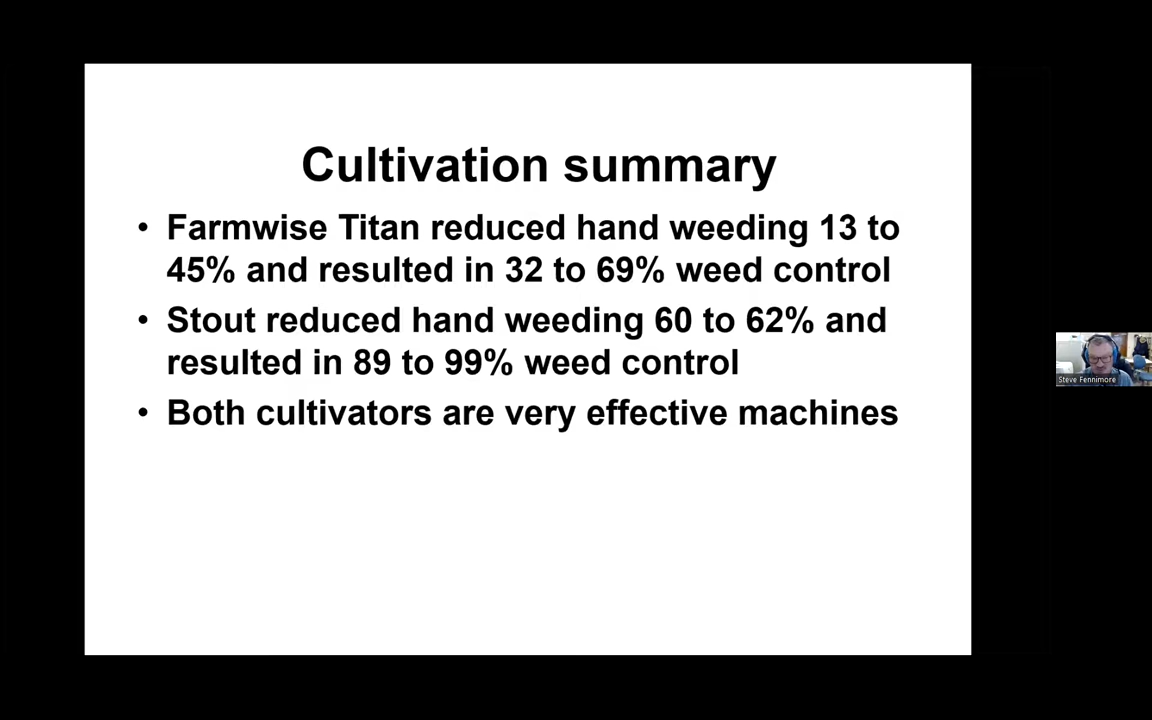 Cultivation summary
• Farmwise Titan reduced hand weeding 13 to
45% and resulted in 32 to 69% weed control
• Stout reduced hand weeding 60 to 62% and
resulted in 89 to 99% weed control
• Both cultivators are very effective machines
Steve Fennimore